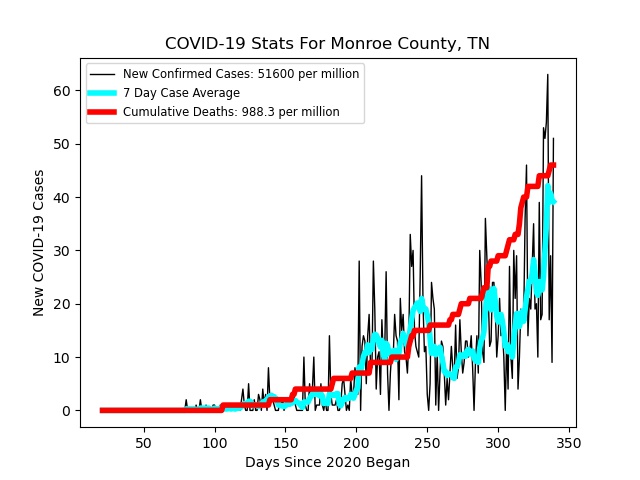 COVID-19 Stats For Monroe County, TN
New Confirmed Cases: 51600 per million
7 Day Case Average
Cumulative Deaths: 988.3 per million
New COVID-19 Cases
60
50
40
30
20
10
0
50 100 150 200 250 300 350
Days Since 2020 Began